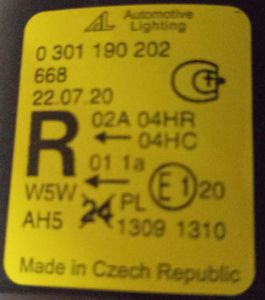 AL Automotive Lighting
0 301 190 202
668
22.07.20
R 02A 04HR
← 04HC
01 1a
W5W ← E1 20
AH5 24 PL
1309 1310
Made in Czech Republic